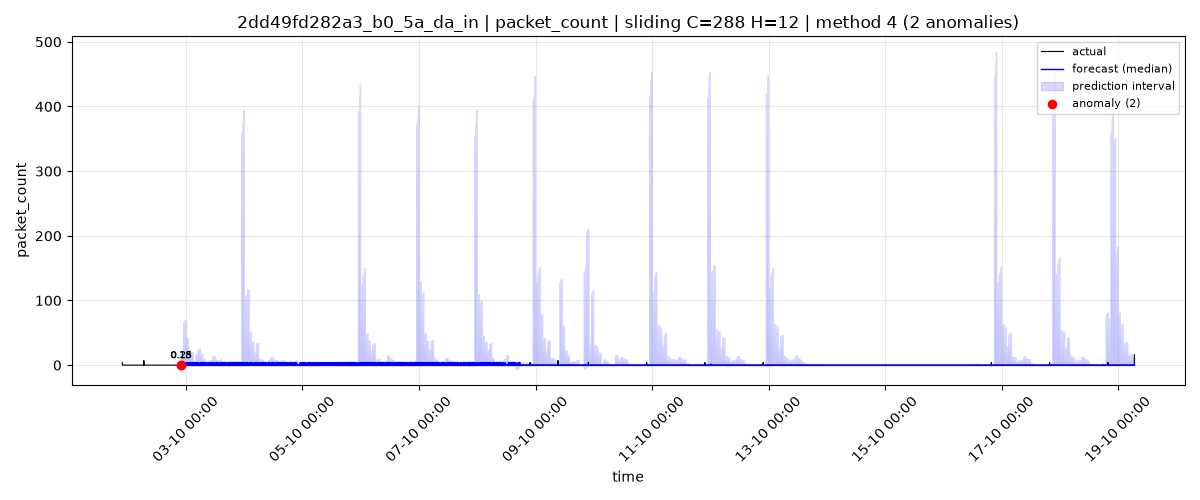 2dd49fd282a3_b0_5a_da_in | packet_count | sliding C=288 H=12 | method 4 (2 anomalies)
actual
forecast (median)
prediction interval
anomaly (2)
packet_count
500
400
300
200
100
0
03-10 00:00
05-10 00:00
07-10 00:00
09-10 00:00
11-10 00:00
13-10 00:00
15-10 00:00
17-10 00:00
19-10 00:00
time